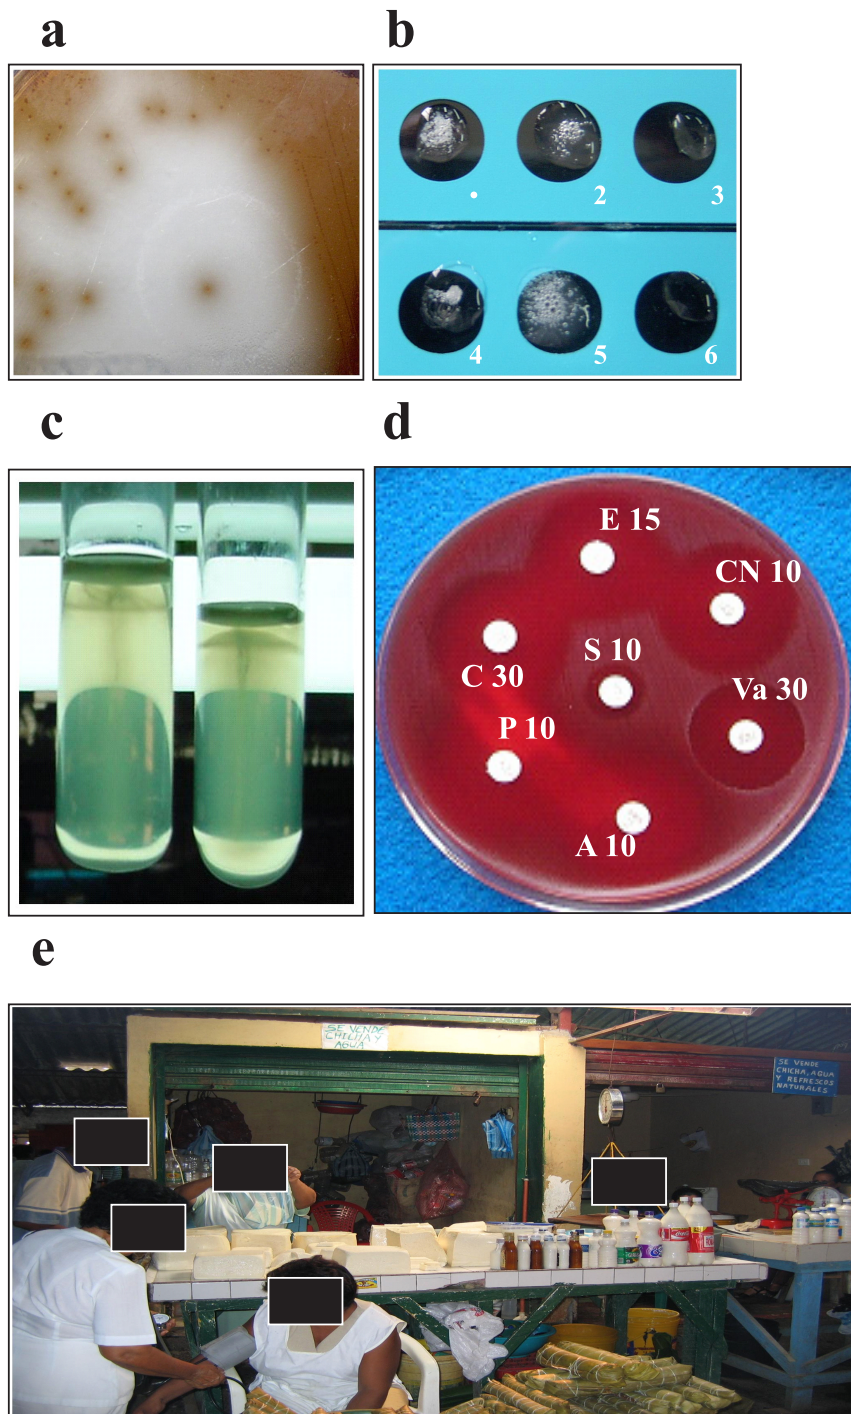 a
b
2
3
4
5
6
c
d
E 15
CN 10
C 30
S 10
Va 30
P 10
A 10
e
SE VENDE
CHICHA Y
AGUA
SE VENDE
CHICHA, AGUA
Y REFRESCOS
NATURALES